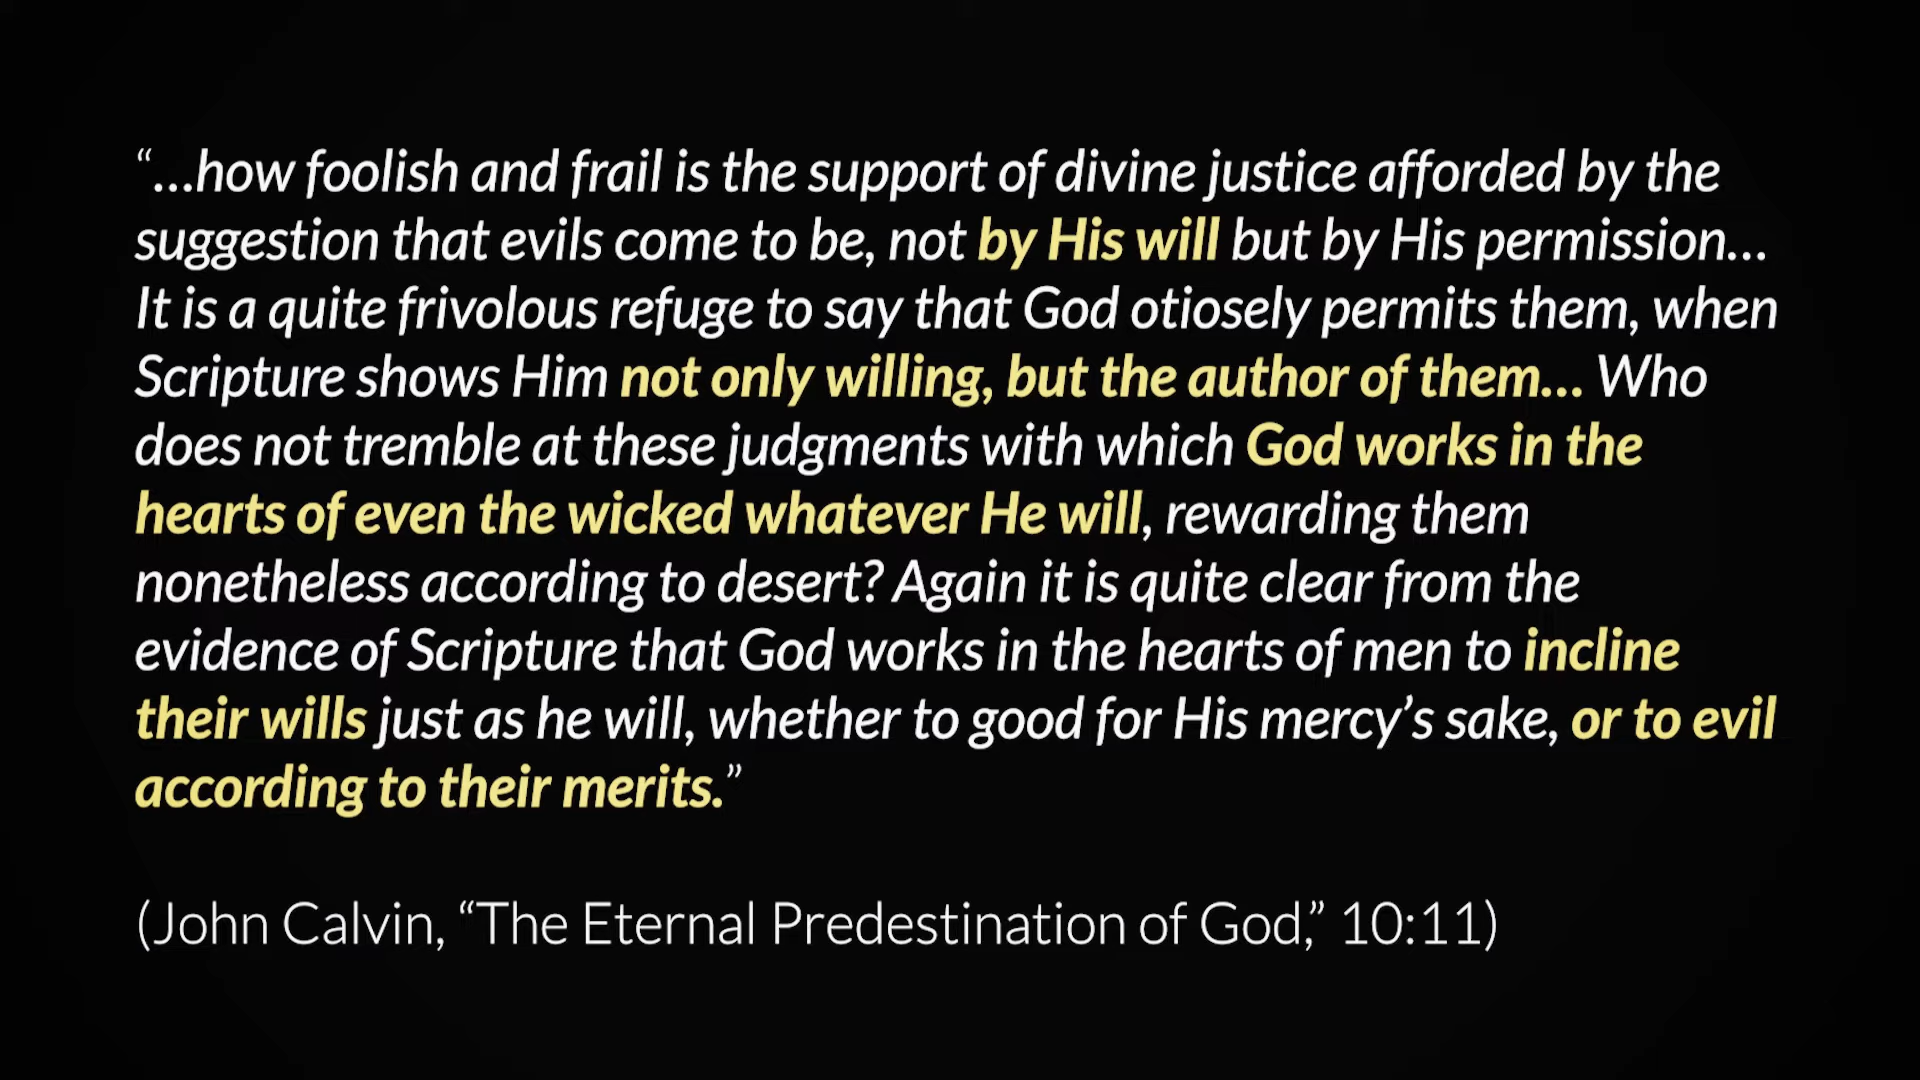 “…how foolish and frail is the support of divine justice afforded by the
suggestion that evils come to be, not by His will but by His permission…
It is a quite frivolous refuge to say that God otiosely permits them, when
Scripture shows Him not only willing, but the author of them… Who
does not tremble at these judgments with which God works in the
hearts of even the wicked whatever He will, rewarding them
nonetheless according to desert? Again it is quite clear from the
evidence of Scripture that God works in the hearts of men to incline
their wills just as he will, whether to good for His mercy’s sake, or to evil
according to their merits.”
(John Calvin, “The Eternal Predestination of God,” 10:11)